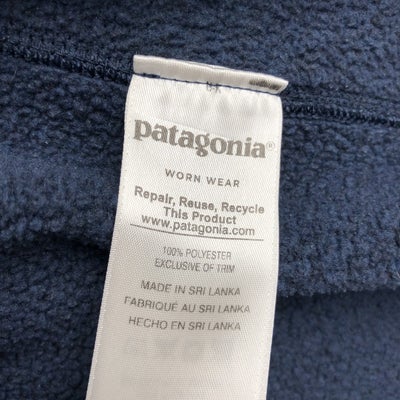 patagonia®
WORN WEAR
Repair, Reuse, Recycle
This Product
www.patagonia.com
100% POLYESTER
EXCLUSIVE OF TRIM
MADE IN SRI LANKA
FABRIQUÉ AU SRI LANKA
HECHO EN SRI LANKA